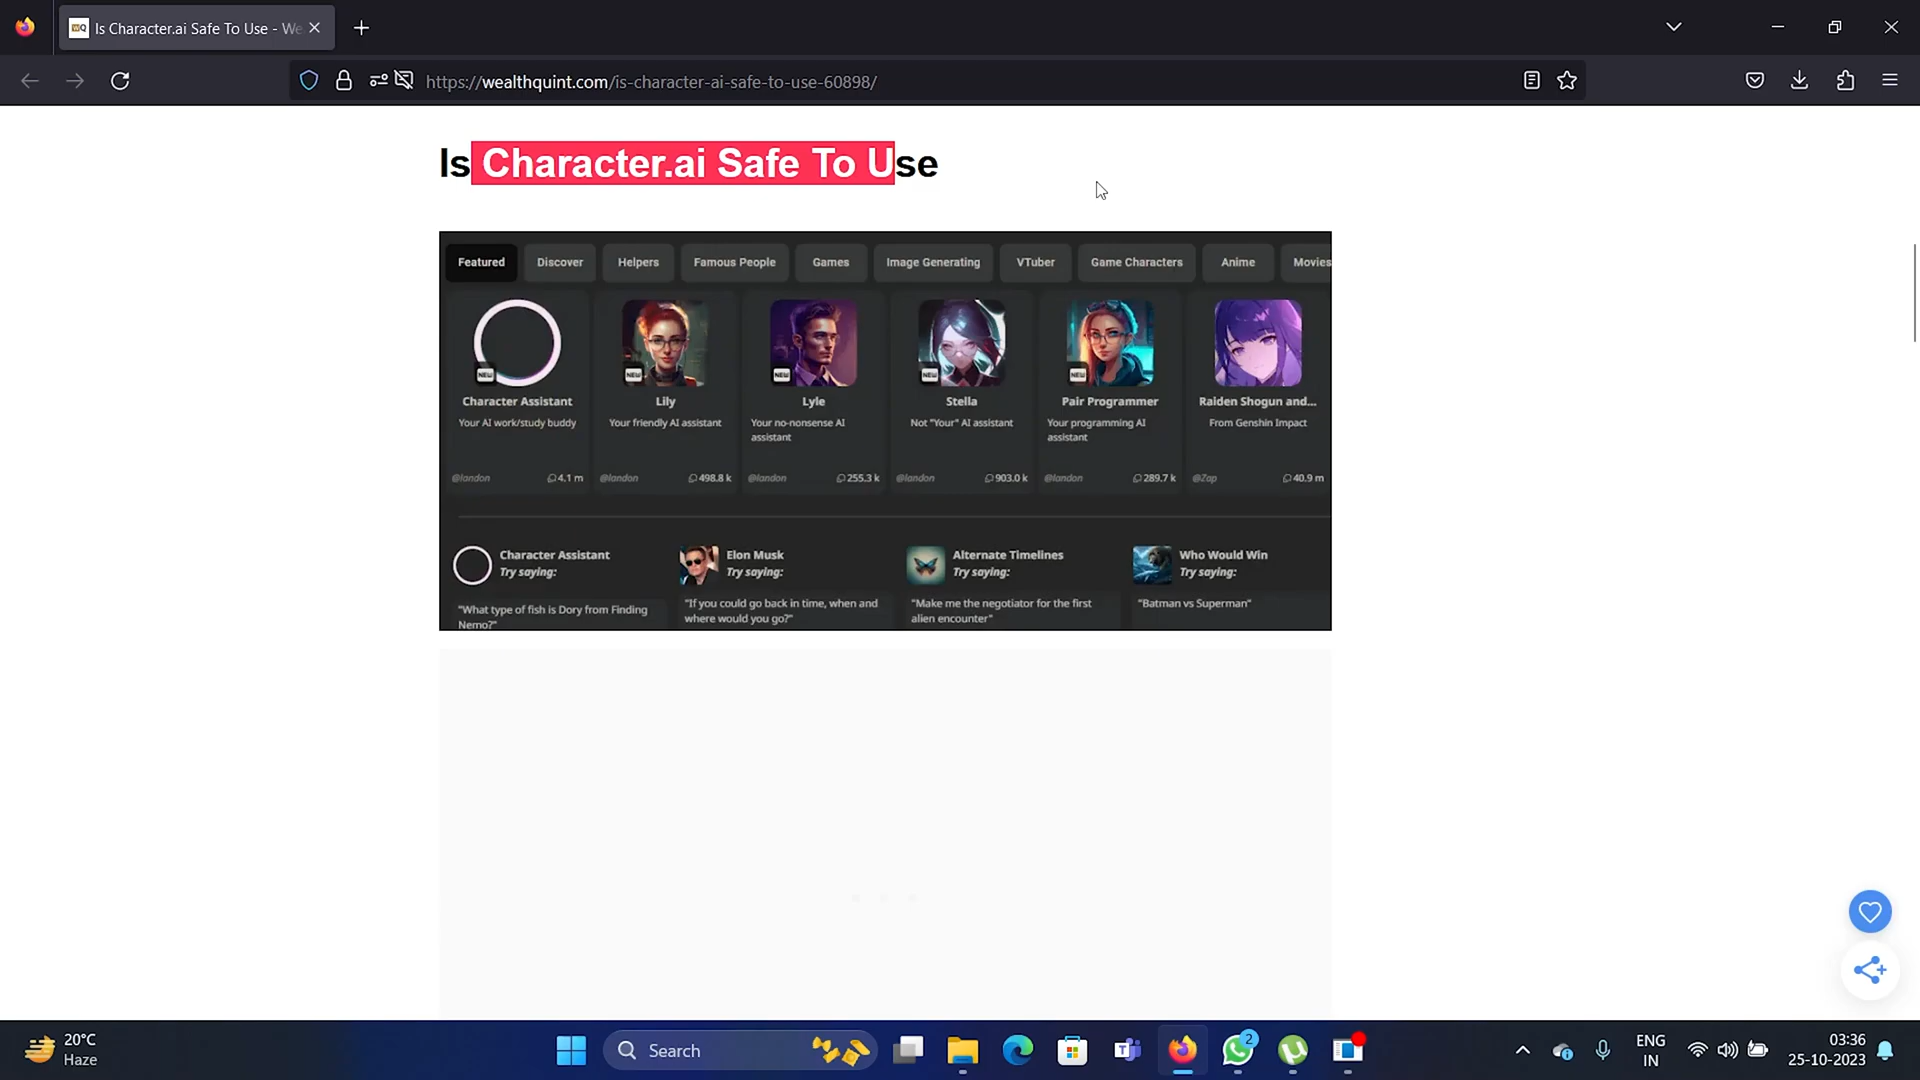 Is Character.ai Safe To Use - We
https://wealthquint.com/is-character-ai-safe-to-use-60898/
Is Character.ai Safe To Use
Featured Discover Helpers Famous People Games Image Generating VTuber Game Characters Anime Movies
NEW NEW NEW NEW NEW
Character Assistant Lily Lyle Stella Pair Programmer Raiden Shogun and...
Your AI work/study buddy Your friendly AI assistant Your no-nonsense AI Not "Your" AI assistant Your programming AI From Genshin Impact
assistant assistant
@landon 4.1 m @landon 498.8 k @landon 255.3 k @landon 903.0 k @landon 289.7 k @Zap 40.9 m
Character Assistant Elon Musk Alternate Timelines Who Would Win
Try saying: Try saying: Try saying: Try saying:
"What type of fish is Dory from Finding "If you could go back in time, when and "Make me the negotiator for the first "Batman vs Superman"
Nemo?" where would you go?" alien encounter"
20°C
Haze
Search
2
ENG
IN
03:36
25-10-2023